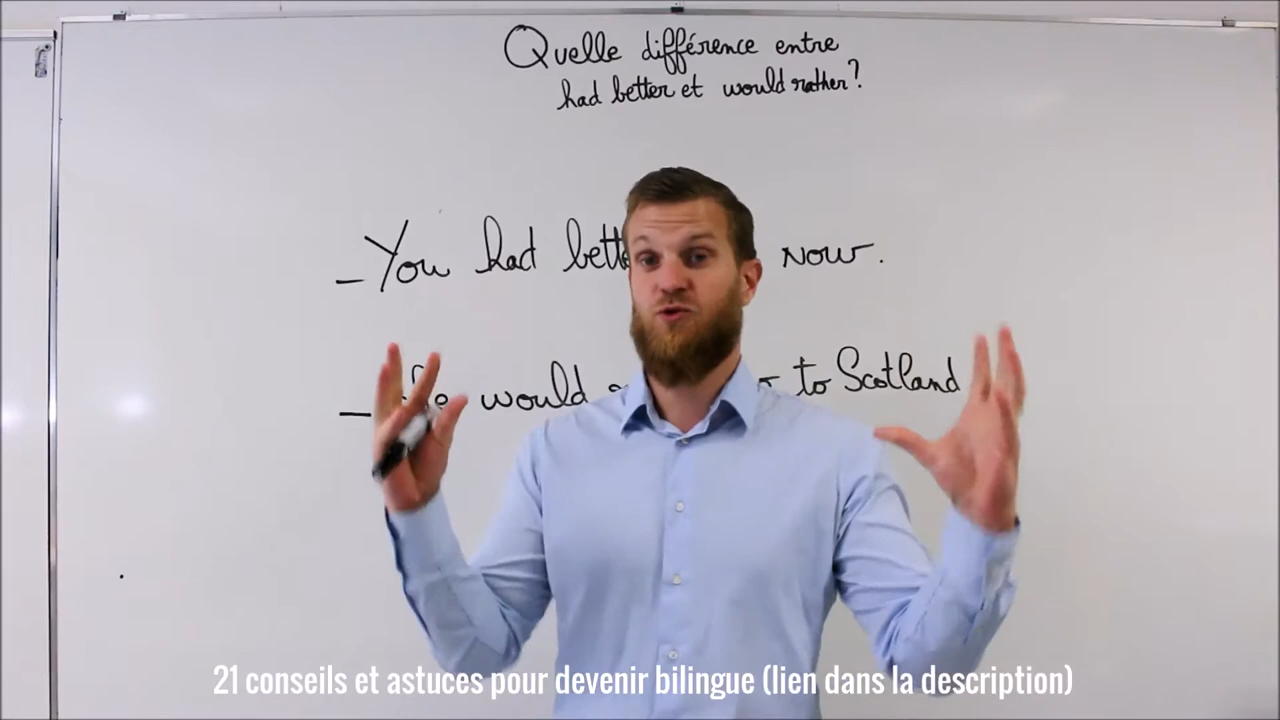 Quelle différence entre
had better et would rather?
- You had now.
- would to Scotland
21 conseils et astuces pour devenir bilingue (lien dans la description)